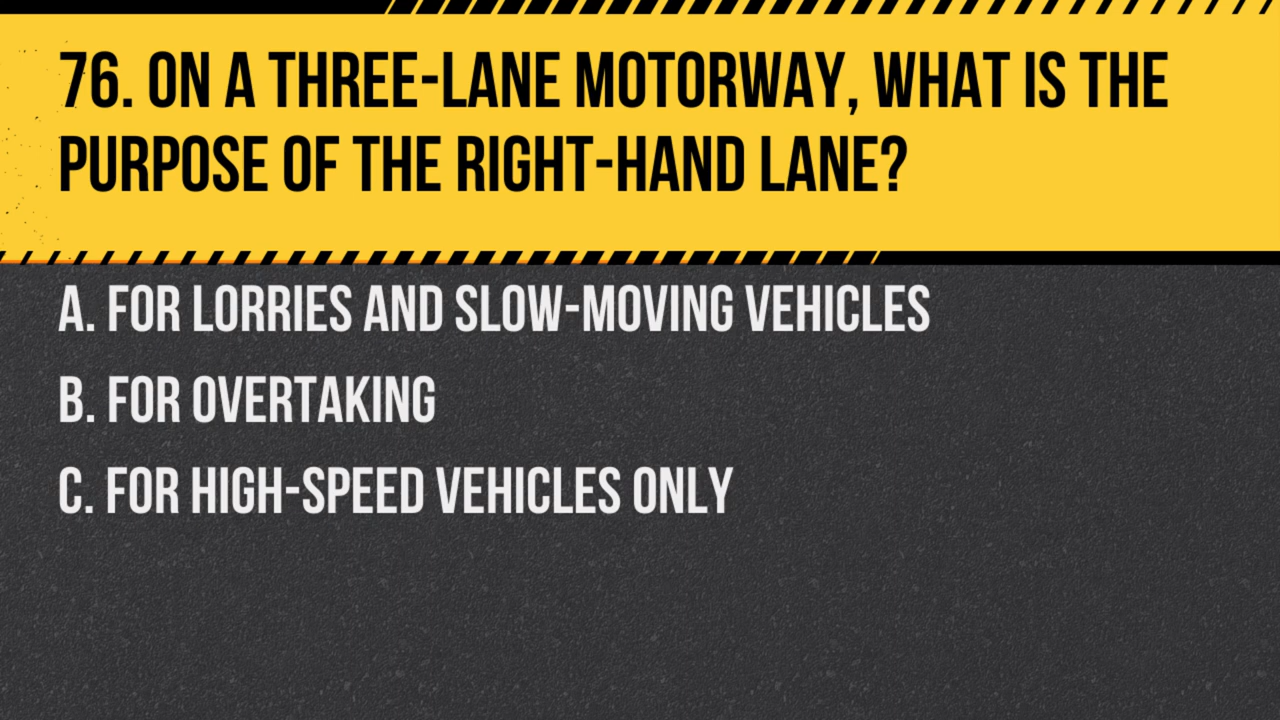 76. ON A THREE-LANE MOTORWAY, WHAT IS THE
PURPOSE OF THE RIGHT-HAND LANE?
A. FOR LORRIES AND SLOW-MOVING VEHICLES
B. FOR OVERTAKING
C. FOR HIGH-SPEED VEHICLES ONLY